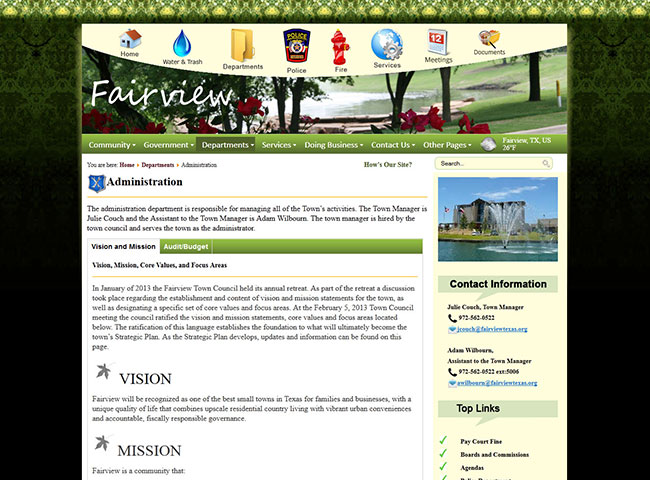 Home
Water & Trash
Departments
POLICE
Police
Fire
Services
12
Meetings
Documents
Fairview
Community Government Departments Services Doing Business Contact Us Other Pages
Fairview, TX, US
26°F
You are here: Home Departments Administration
How's Our Site?
Search...
Administration
The administration department is responsible for managing all of the Town's activities. The Town Manager is
Julie Couch and the Assistant to the Town Manager is Adam Wilbourn. The town manager is hired by the
town council and serves the town as the administrator.
Vision and Mission Audit/Budget
Vision, Mission, Core Values, and Focus Areas
In January of 2013 the Fairview Town Council held its annual retreat. As part of the retreat a discussion
took place regarding the establishment and content of vision and mission statements for the town, as
well as designating a specific set of core values and focus areas. At the February 5, 2013 Town Council
meeting the council ratified the vision and mission statements, core values and focus areas located
below. The ratification of this language establishes the foundation to what will ultimately become the
town's Strategic Plan. As the Strategic Plan develops, updates and information can be found on this
page.
VISION
Fairview will be recognized as one of the best small towns in Texas for families and businesses, with a
unique quality of life that combines upscale residential country living with vibrant urban conveniences
and accountable, fiscally responsible governance.
MISSION
Fairview is a community that:
Contact Information
Julie Couch, Town Manager
972-562-0522
jcouch@fairviewtexas.org
Adam Wilbourn,
Assistant to the Town Manager
972-562-0522 ext:5006
awilbourn@fairviewtexas.org
Top Links
Pay Court Fine
Boards and Commissions
Agendas